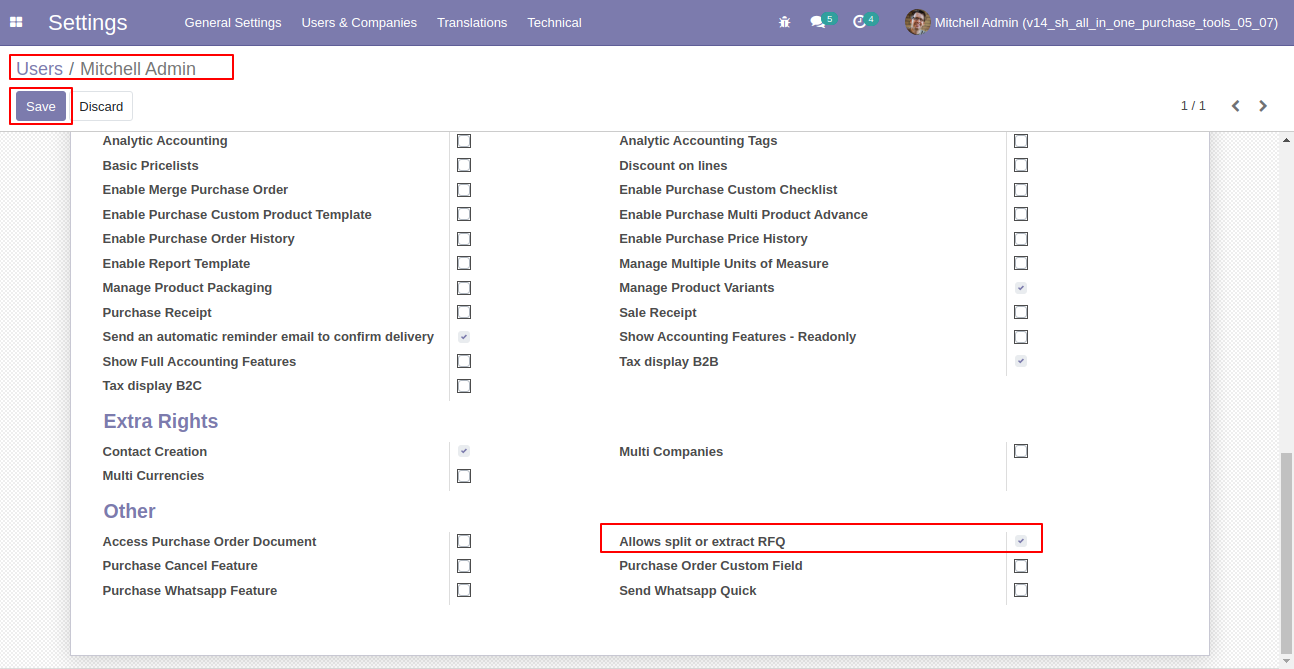 Settings General Settings Users & Companies Translations Technical 5 4 Mitchell Admin (v14_sh_all_in_one_purchase_tools_05_07)
Users / Mitchell Admin
Save Discard 1 / 1
Analytic Accounting Analytic Accounting Tags
Basic Pricelists Discount on lines
Enable Merge Purchase Order Enable Purchase Custom Checklist
Enable Purchase Custom Product Template Enable Purchase Multi Product Advance
Enable Purchase Order History Enable Purchase Price History
Enable Report Template Manage Multiple Units of Measure
Manage Product Packaging Manage Product Variants
Purchase Receipt Sale Receipt
Send an automatic reminder email to confirm delivery Show Accounting Features - Readonly
Show Full Accounting Features Tax display B2B
Tax display B2C
Extra Rights
Contact Creation Multi Companies
Multi Currencies
Other
Access Purchase Order Document Allows split or extract RFQ
Purchase Cancel Feature Purchase Order Custom Field
Purchase Whatsapp Feature Send Whatsapp Quick